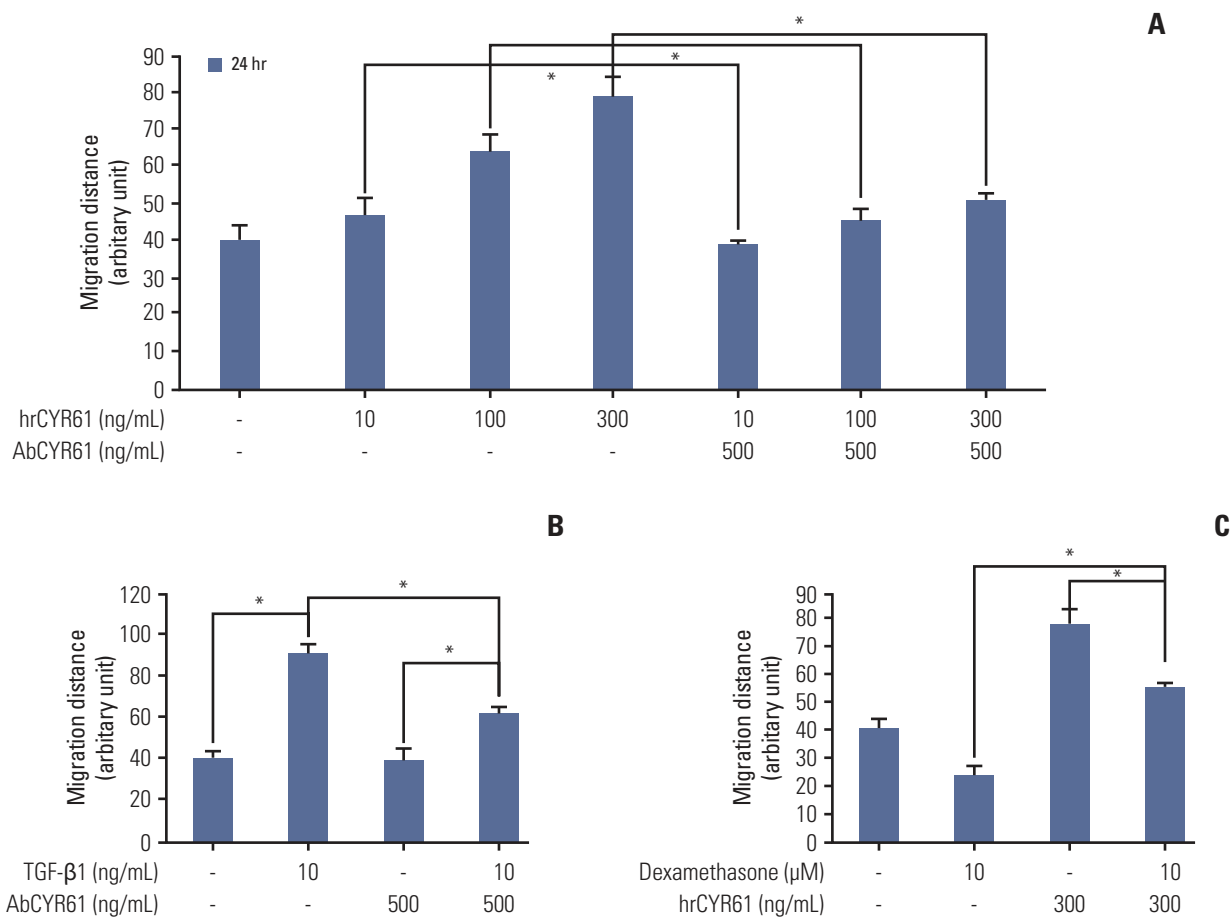 A
*
90
24 hr
*
*
80
70
60
50
40
30
20
10
0
Migration distance
(arbitary unit)
hrCYR61 (ng/mL) - 10 100 300 10 100 300
AbCYR61 (ng/mL) - - - - 500 500 500
B
120
100
80
60
40
20
0
* * *
Migration distance
(arbitary unit)
TGF-β1 (ng/mL) - 10 - 10
AbCYR61 (ng/mL) - - 500 500
C
90
80
70
60
50
40
30
20
10
0
* *
Migration distance
(arbitary unit)
Dexamethasone (μM) - 10 - 10
hrCYR61 (ng/mL) - - 300 300